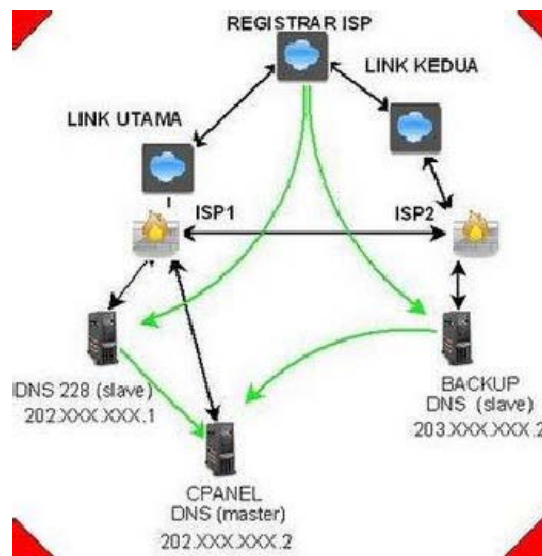 REGISTRAR ISP
LINK KEDUA
LINK UTAMA
ISP1
ISP2
IDNS 228 (slave)
202.XXX.XXX.1
BACKUP
DNS (slave)
203.XXX.XXX.2
CPANEL
DNS (master)
202.XXX.XXX.2